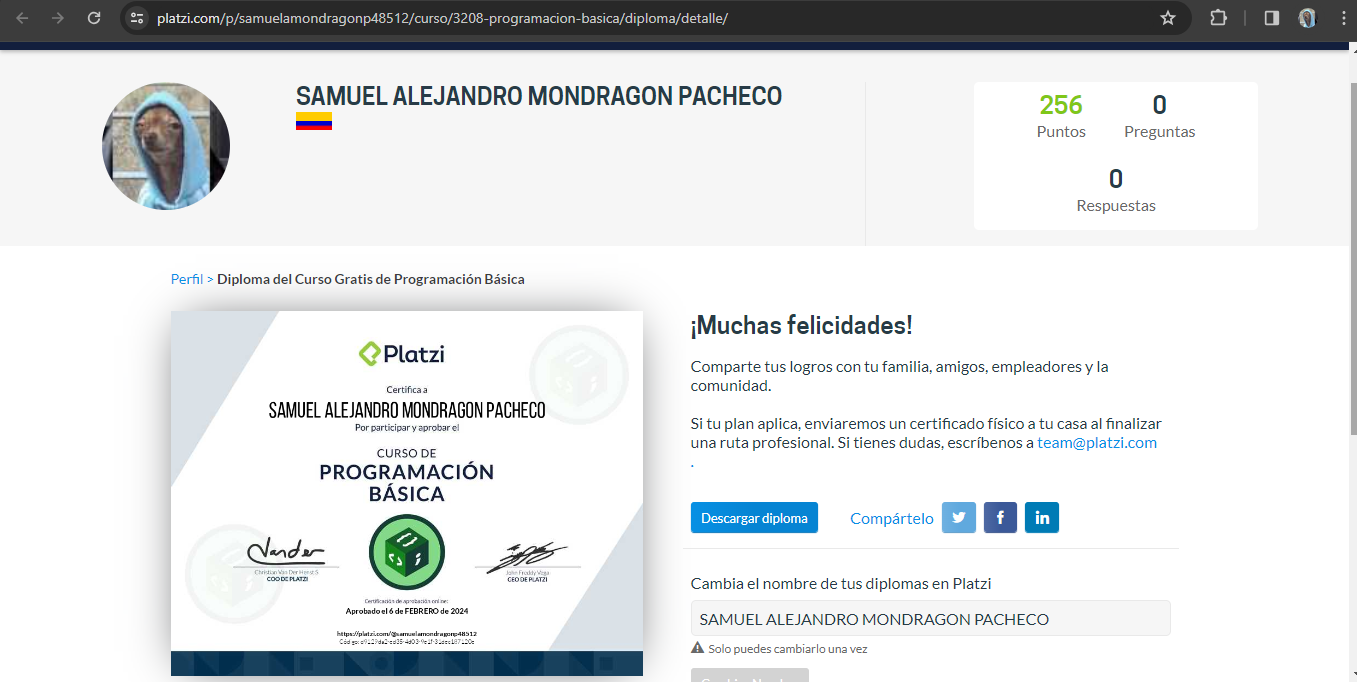 platzi.com/p/samuelamondragonp48512/curso/3208-programacion-basica/diploma/detalle/
SAMUEL ALEJANDRO MONDRAGON PACHECO
256
Puntos
0
Preguntas
0
Respuestas
Perfil > Diploma del Curso Gratis de Programación Básica
Platzi
Certifica a
SAMUEL ALEJANDRO MONDRAGON PACHECO
Por participar y aprobar el
CURSO DE
PROGRAMACIÓN
BÁSICA
Christian Van Der Henst S.
COO DE PLATZI
John Freddy Vega
CEO DE PLATZI
Certificación de aprobación online:
Aprobado el 6 de FEBRERO de 2024
https://platzi.com/@samuelamondragonp48512
Código:
¡Muchas felicidades!
Comparte tus logros con tu familia, amigos, empleadores y la
comunidad.
Si tu plan aplica, enviaremos un certificado físico a tu casa al finalizar
una ruta profesional. Si tienes dudas, escríbenos a team@platzi.com
.
Descargar diploma
Compártelo
Cambia el nombre de tus diplomas en Platzi
SAMUEL ALEJANDRO MONDRAGON PACHECO
Solo puedes cambiarlo una vez